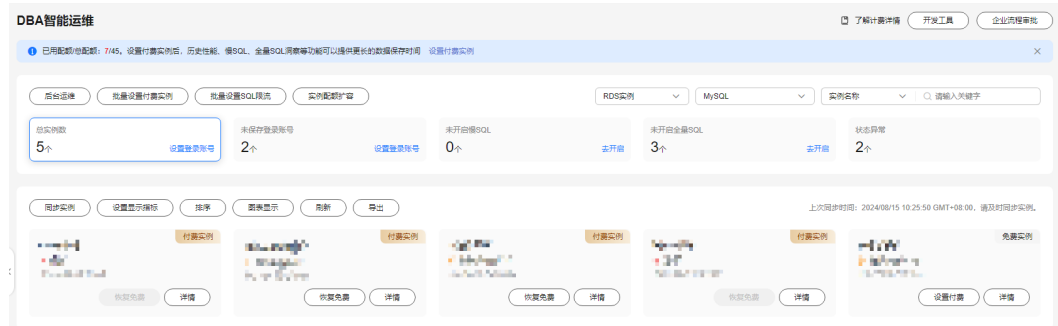 DBA智能运维 了解计费详情 开发工具 企业流程审批
已用配额/总配额：7/45。设置付费实例后，历史性能、慢SQL、全量SQL洞察等功能可以提供更长的数据保存时间 设置付费实例
后台运维 批量设置付费实例 批量设置SQL限流 实例配额扩容 RDS实例 MySQL 实例名称 请输入关键字
总实例数 未保存登录账号 未开启慢SQL 未开启全量SQL 状态异常
5个 设置登录账号 2个 设置登录账号 0个 去开启 3个 去开启 2个
同步实例 设置显示指标 排序 图表显示 刷新 导出 上次同步时间：2024/08/15 10:25:50 GMT+08:00，请及时同步实例。
付费实例 付费实例 付费实例 付费实例 免费实例
恢复免费 详情 恢复免费 详情 恢复免费 详情 恢复免费 详情 设置付费 详情